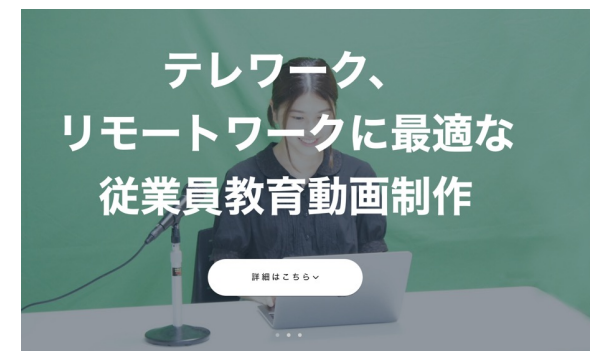 テレワーク、
リモートワークに最適な
従業員教育動画制作
詳細はこちら